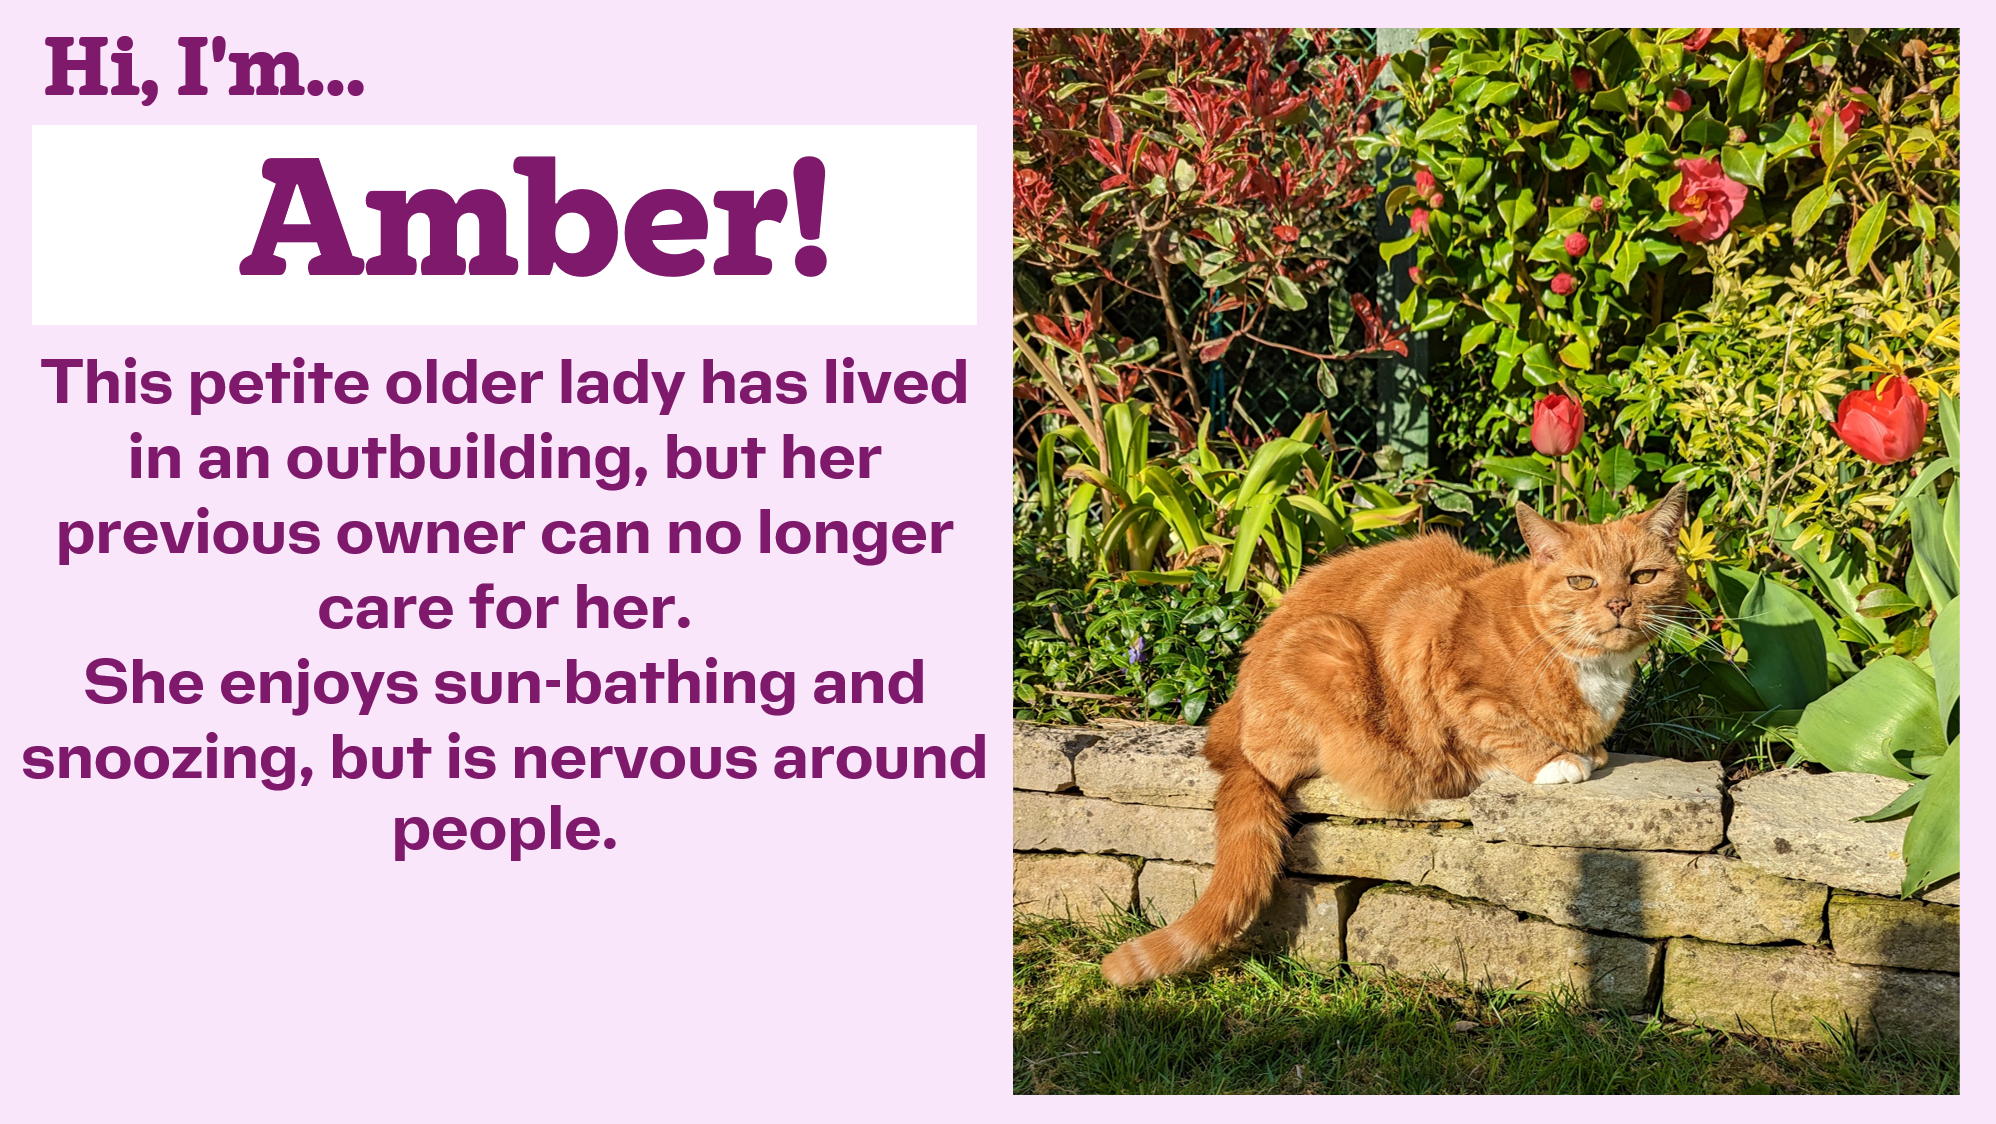 Hi, I'm...
Amber!
This petite older lady has lived
in an outbuilding, but her
previous owner can no longer
care for her.
She enjoys sun-bathing and
snoozing, but is nervous around
people.